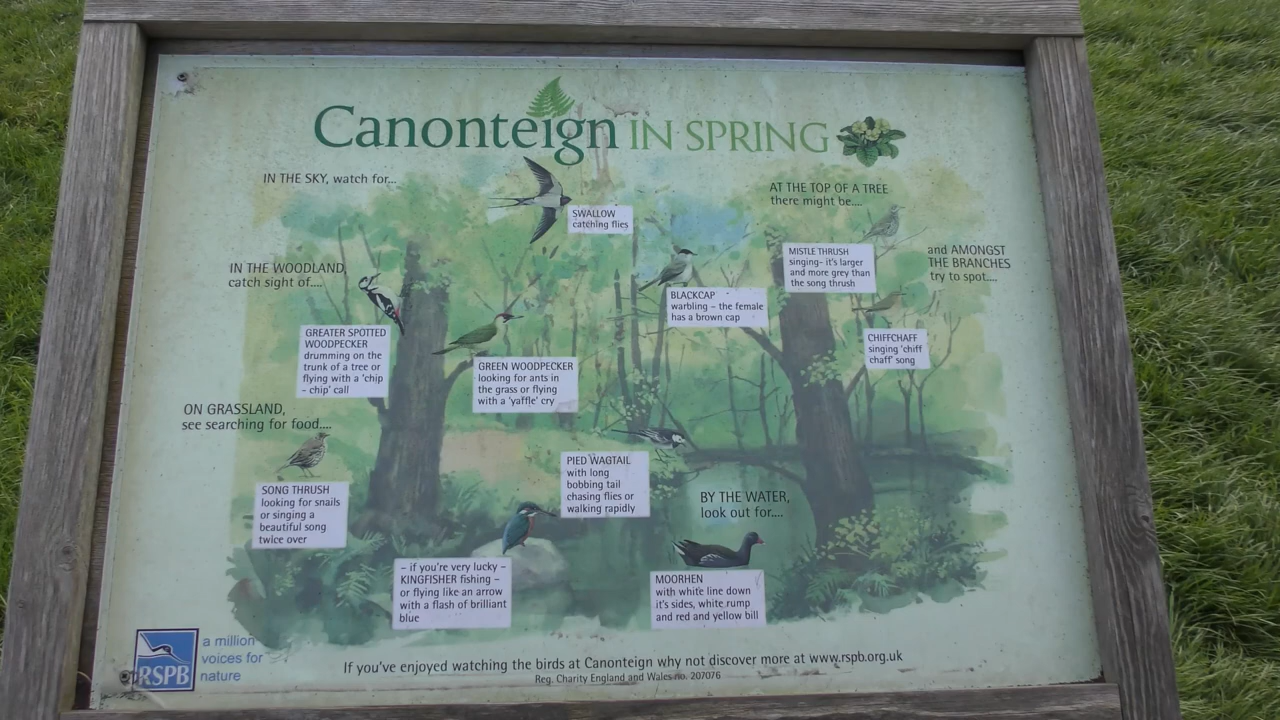 Canonteign IN SPRING
IN THE SKY, watch for...
SWALLOW
catching flies
AT THE TOP OF A TREE
there might be....
MISTLE THRUSH
singing- it's larger
and more grey than
the song thrush
and AMONGST
THE BRANCHES
try to spot....
IN THE WOODLAND,
catch sight of....
BLACKCAP
warbling – the female
has a brown cap
GREATER SPOTTED
WOODPECKER
drumming on the
trunk of a tree or
flying with a 'chip
- chip' call
GREEN WOODPECKER
looking for ants in
the grass or flying
with a 'yaffle' cry
CHIFFCHAFF
singing 'chiff
chaff' song
ON GRASSLAND,
see searching for food....
SONG THRUSH
looking for snails
or singing a
beautiful song
twice over
PIED WAGTAIL
with long
bobbing tail
chasing flies or
walking rapidly
BY THE WATER,
look out for....
– if you're very lucky –
KINGFISHER fishing –
or flying like an arrow
with a flash of brilliant
blue
MOORHEN
with white line down
it's sides, white rump
and red and yellow bill
RSPB
a million
voices for
nature
If you've enjoyed watching the birds at Canonteign why not discover more at www.rspb.org.uk
Reg. Charity England and Wales no. 207076